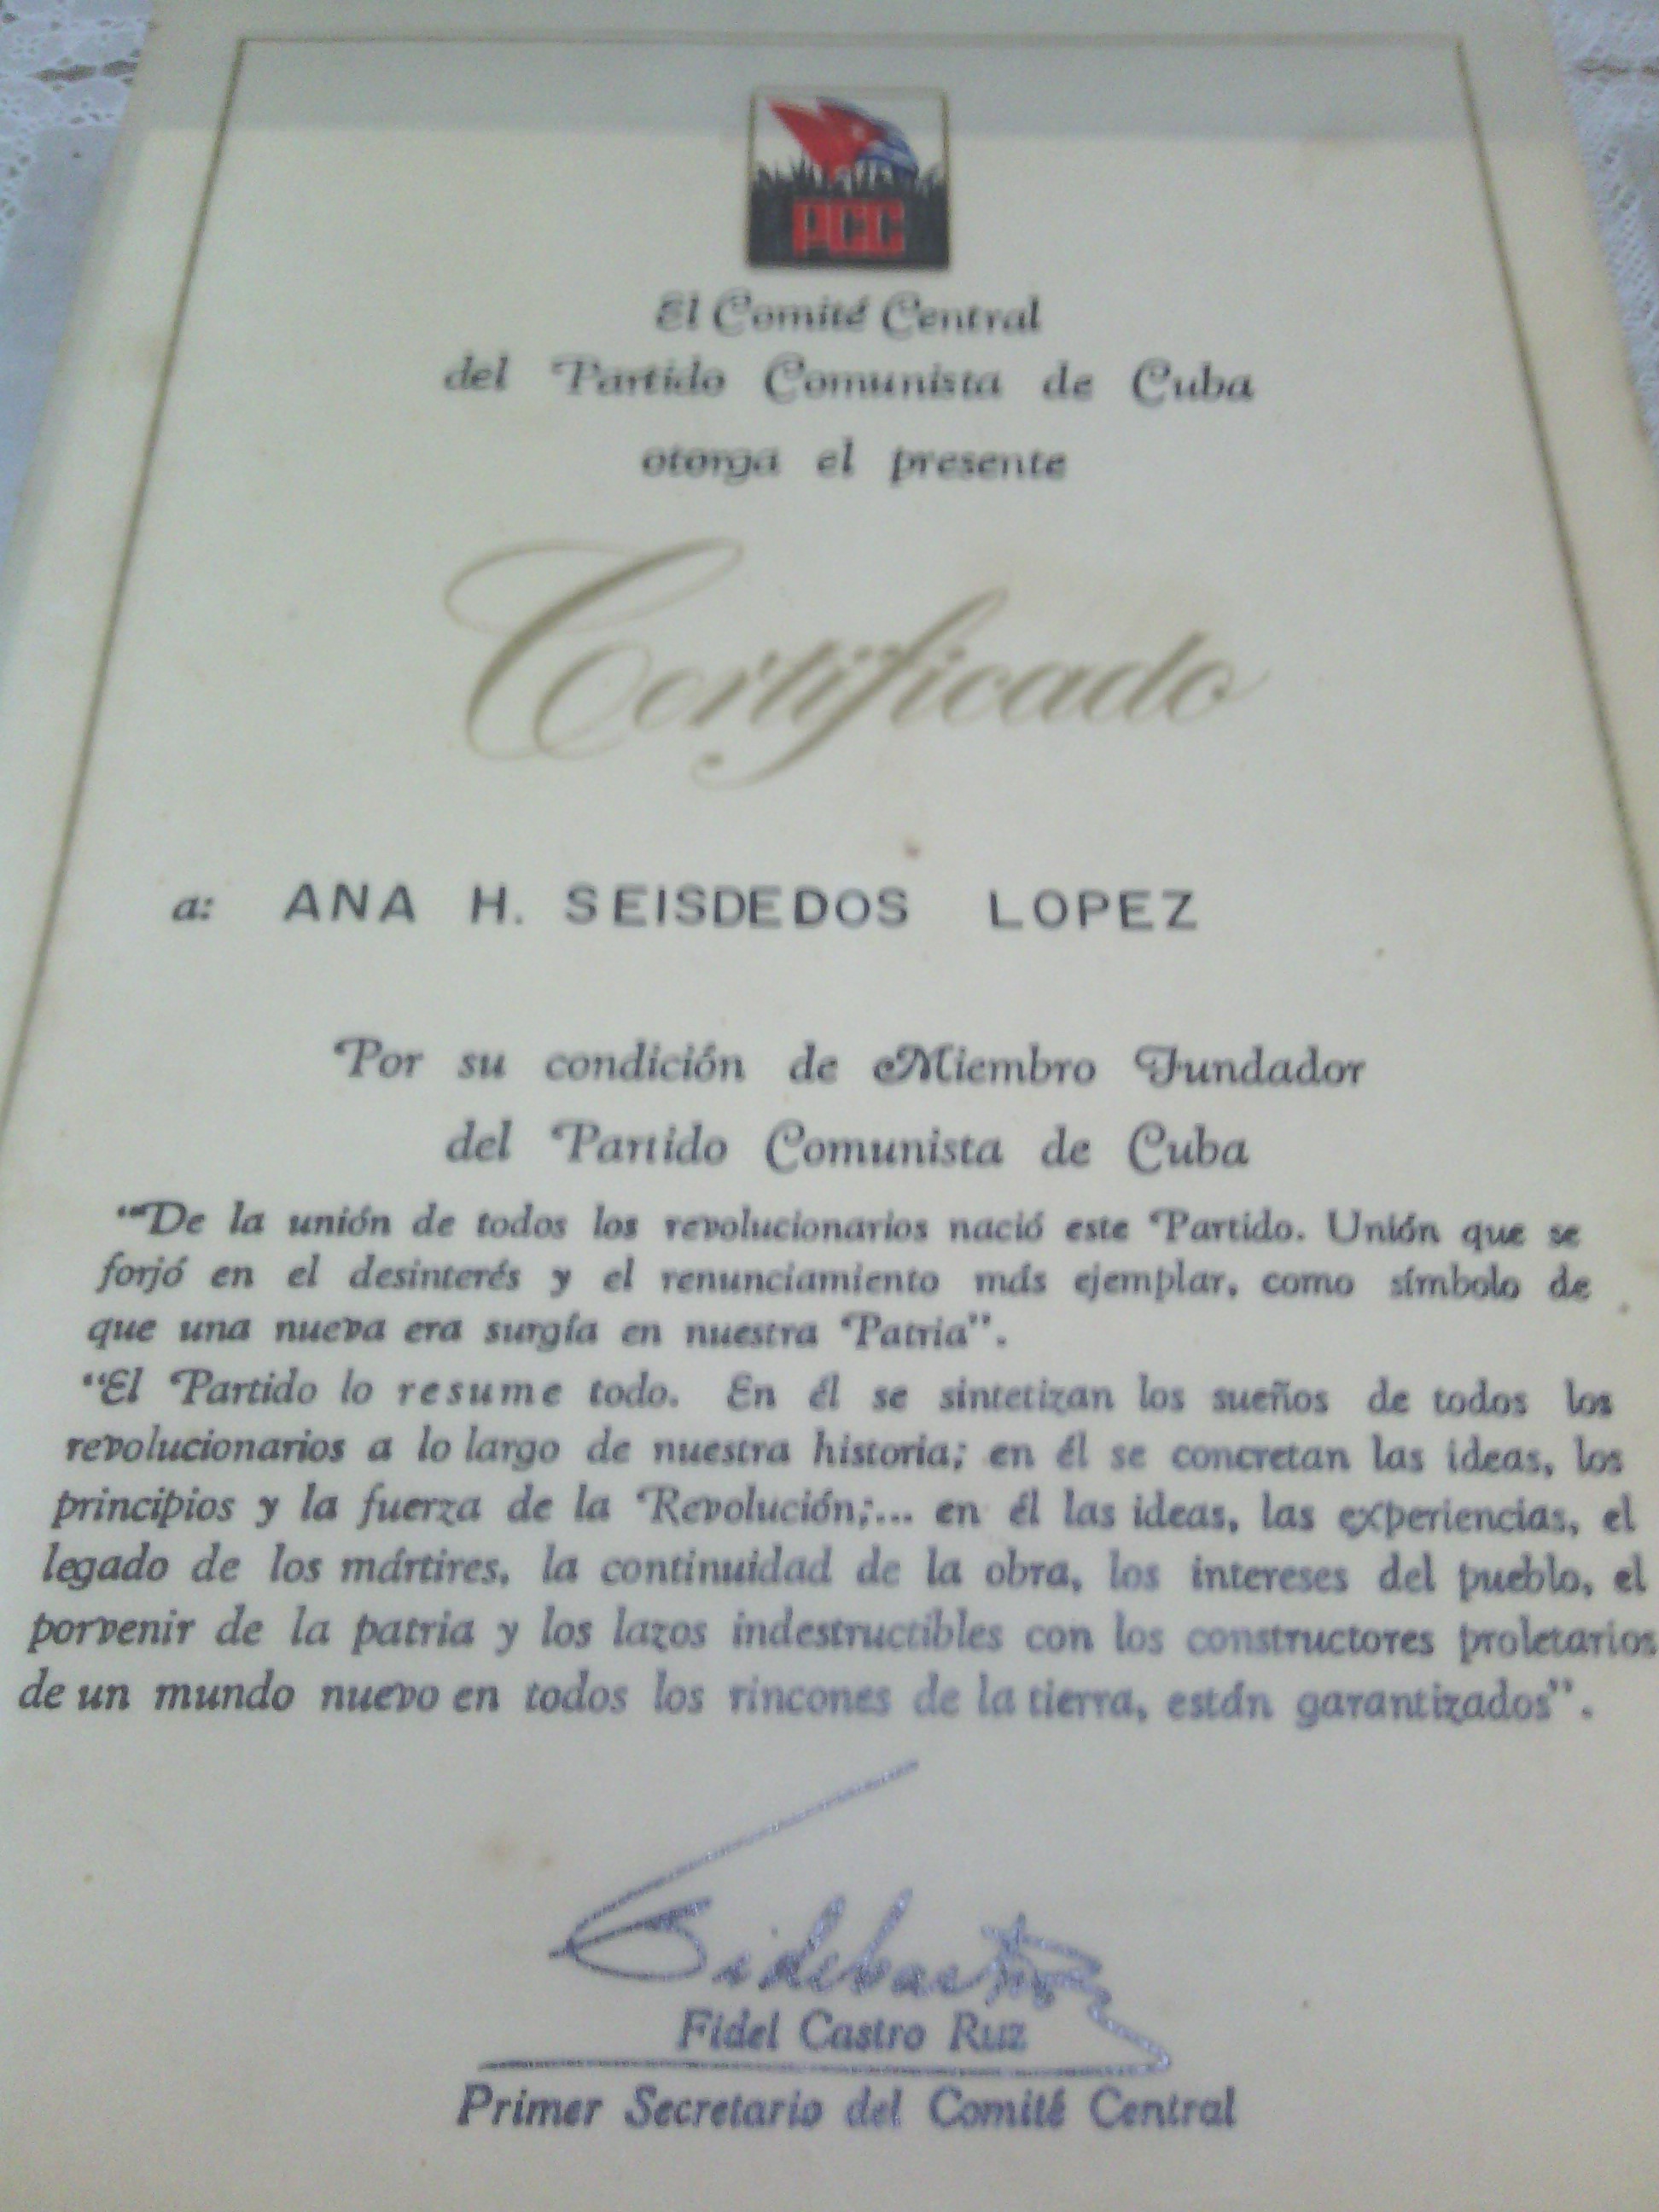 PCC
El Comité Central
del Partido Comunista de Cuba
otorga el presente
Certificado
a: ANA H. SEISDEDOS LOPEZ
Por su condición de Miembro Fundador
del Partido Comunista de Cuba
“De la unión de todos los revolucionarios nació este Partido. Unión que se
forjó en el desinterés y el renunciamiento más ejemplar, como símbolo de
que una nueva era surgía en nuestra Patria”.
“El Partido lo resume todo. En él se sintetizan los sueños de todos los
revolucionarios a lo largo de nuestra historia; en él se concretan las ideas, los
principios y la fuerza de la Revolución;... en él las ideas, las experiencias, el
legado de los mártires, la continuidad de la obra, los intereses del pueblo, el
porvenir de la patria y los lazos indestructibles con los constructores proletarios
de un mundo nuevo en todos los rincones de la tierra, están garantizados”.
Fidel Castro Ruz
Primer Secretario del Comité Central